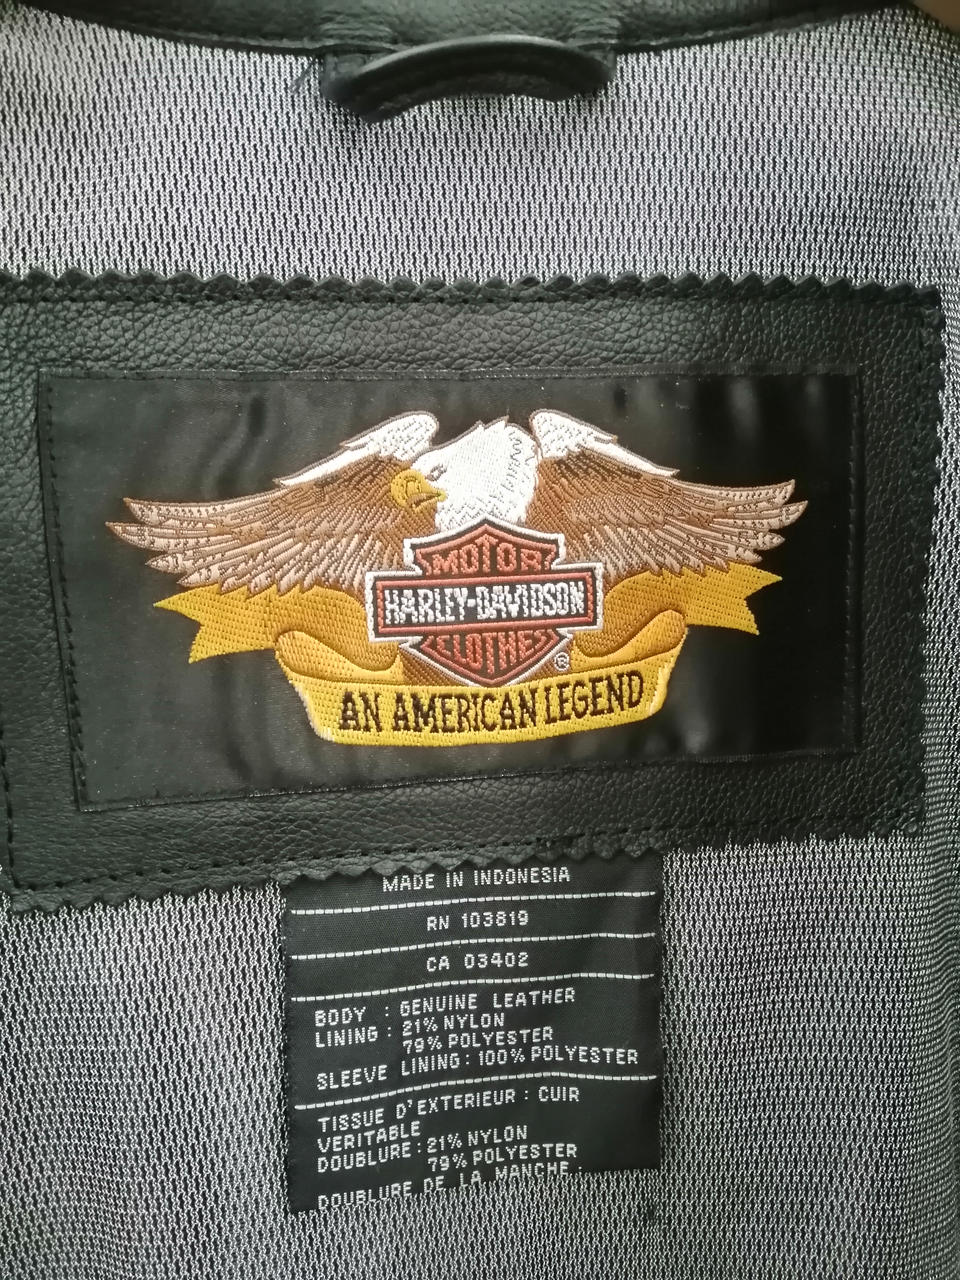 MOTOR
HARLEY-DAVIDSON
CLOTHES
®
AN AMERICAN LEGEND
MADE IN INDONESIA
RN 103819
CA 03402
BODY : GENUINE LEATHER
LINING : 21% NYLON
79% POLYESTER
SLEEVE LINING : 100% POLYESTER
TISSUE D'EXTERIEUR : CUIR
VERITABLE
DOUBLURE : 21% NYLON
79% POLYESTER
DOUBLURE DE LA MANCHE :